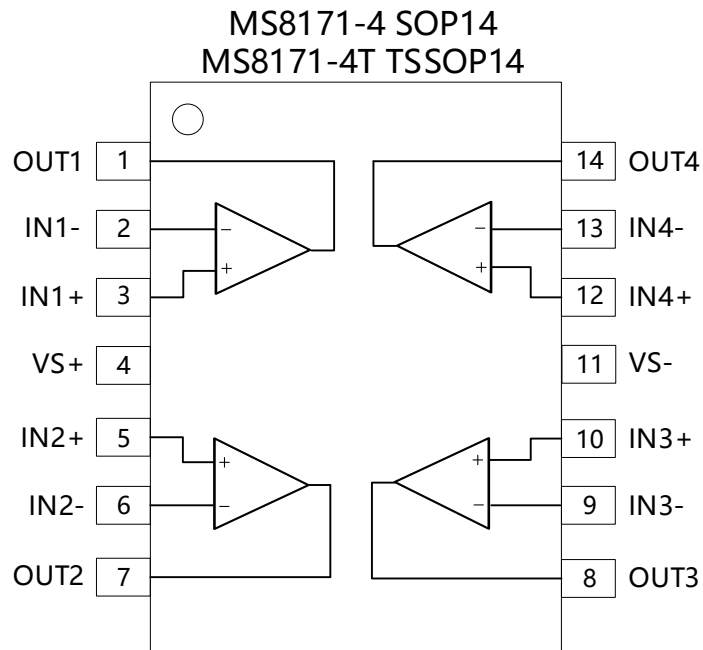 MS8171-4 SOP14
MS8171-4T TSSOP14
OUT1 1 14 OUT4
IN1- 2 - - 13 IN4-
IN1+ 3 + + 12 IN4+
VS+ 4 11 VS-
IN2+ 5 + + 10 IN3+
IN2- 6 - - 9 IN3-
OUT2 7 8 OUT3